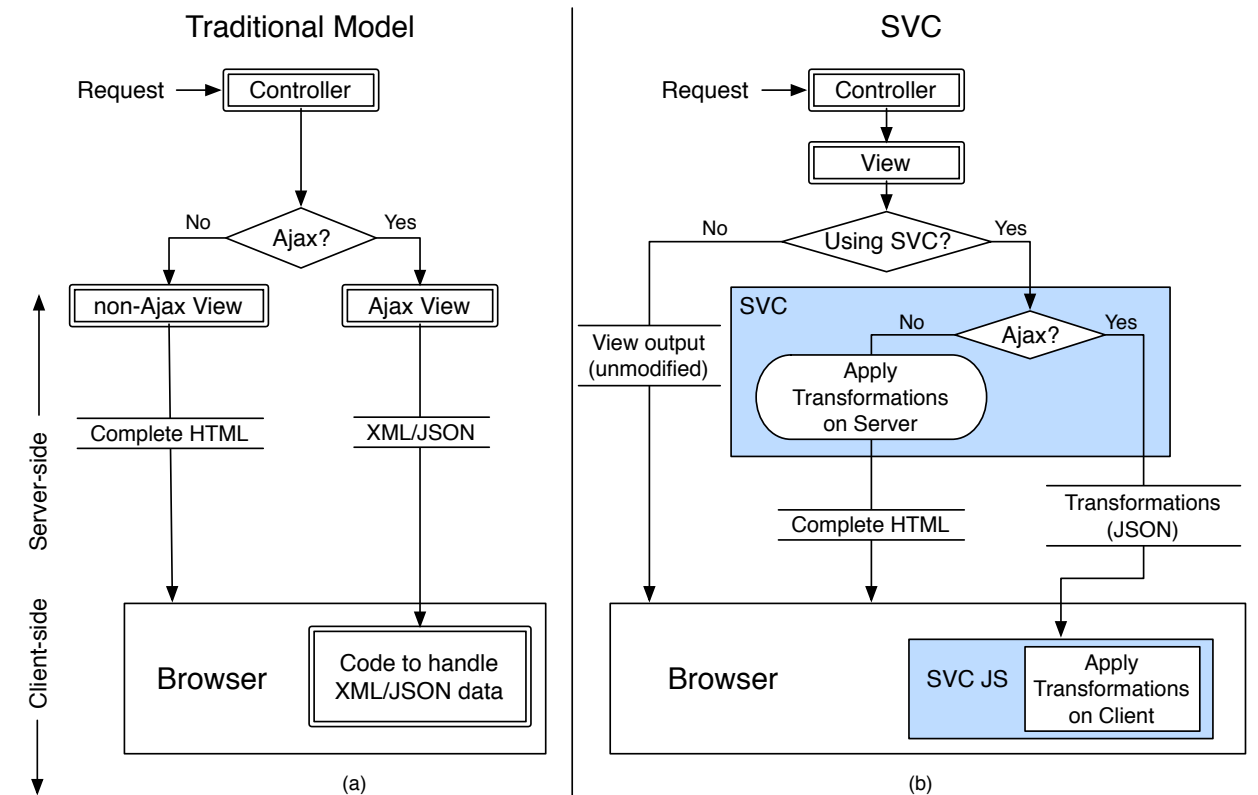 Traditional Model
Request
Controller
No
Yes
Ajax?
non-Ajax View
Ajax View
Complete HTML
XML/JSON
Server-side
Client-side
Browser
Code to handle
XML/JSON data
(a)
SVC
Request
Controller
View
No
Yes
Using SVC?
SVC
No
Yes
Ajax?
View output
(unmodified)
Apply
Transformations
on Server
Complete HTML
Transformations
(JSON)
Browser
SVC JS
Apply
Transformations
on Client
(b)